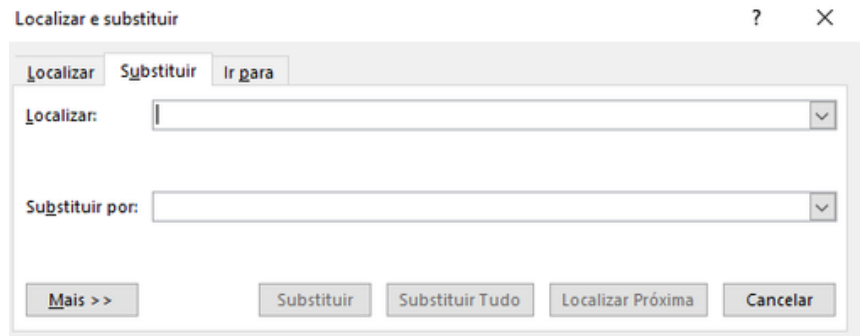 Localizar e substituir ? ×
Localizar Substituir Ir para
Localizar:
Substituir por:
Mais >> Substituir Substituir Tudo Localizar Próxima Cancelar